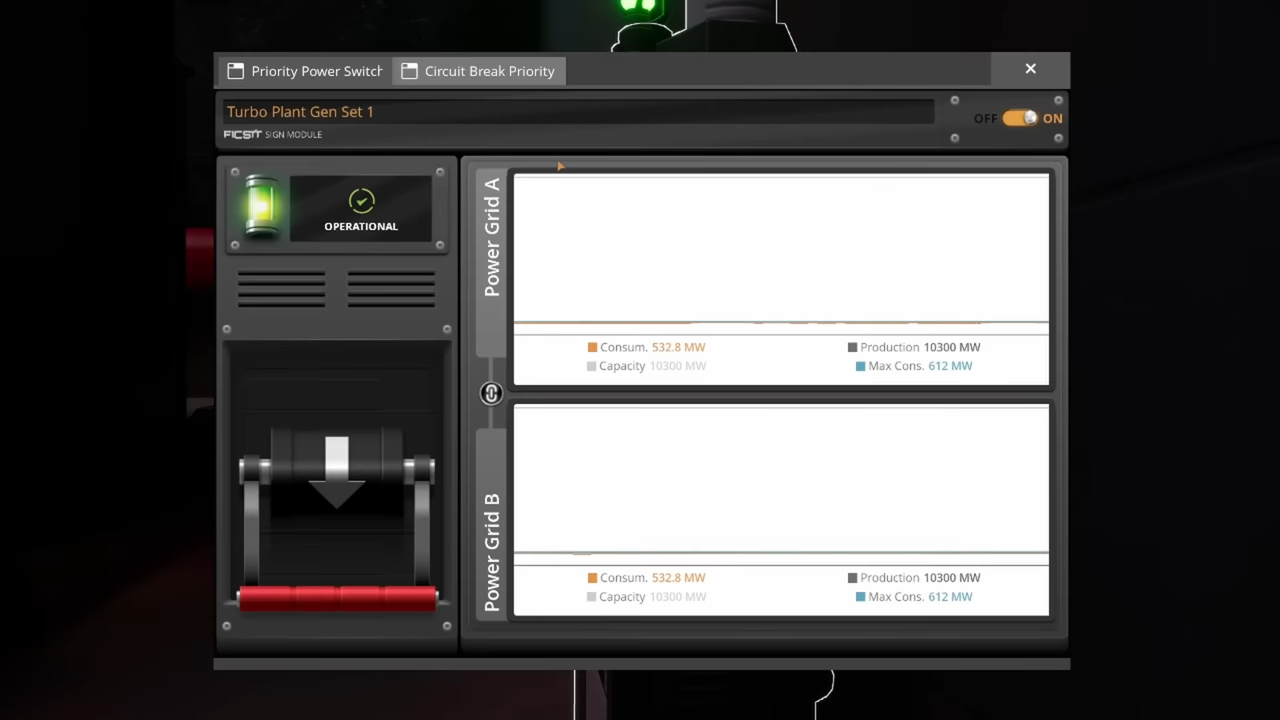 Priority Power Switch
Circuit Break Priority
Turbo Plant Gen Set 1
OFF ON
FICSIT SIGN MODULE
OPERATIONAL
Power Grid A
Consum. 532.8 MW
Production 10300 MW
Capacity 10300 MW
Max Cons. 612 MW
Power Grid B
Consum. 532.8 MW
Production 10300 MW
Capacity 10300 MW
Max Cons. 612 MW